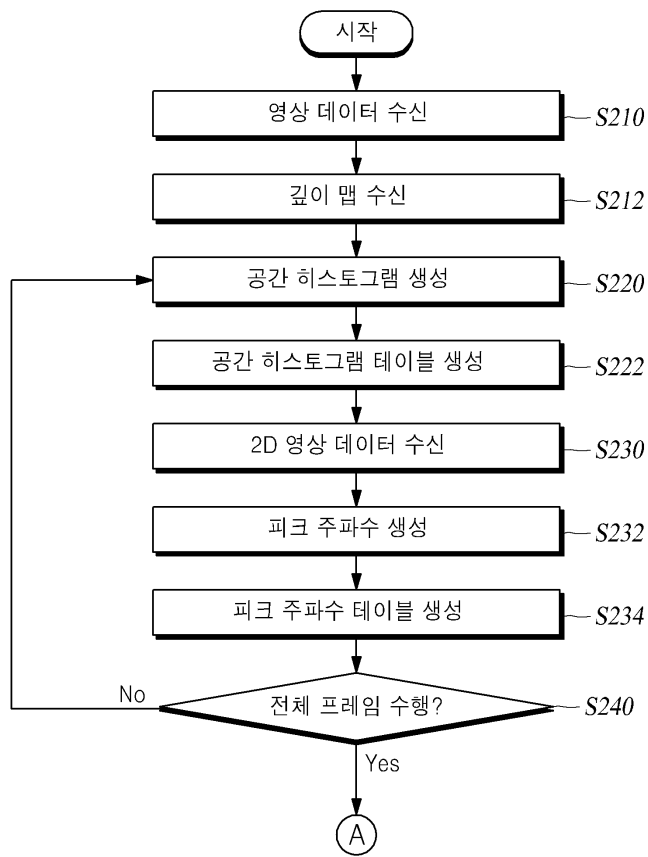 시작
영상 데이터 수신
S210
깊이 맵 수신
S212
공간 히스토그램 생성
S220
공간 히스토그램 테이블 생성
S222
2D 영상 데이터 수신
S230
피크 주파수 생성
S232
피크 주파수 테이블 생성
S234
전체 프레임 수행?
S240
No
Yes
A